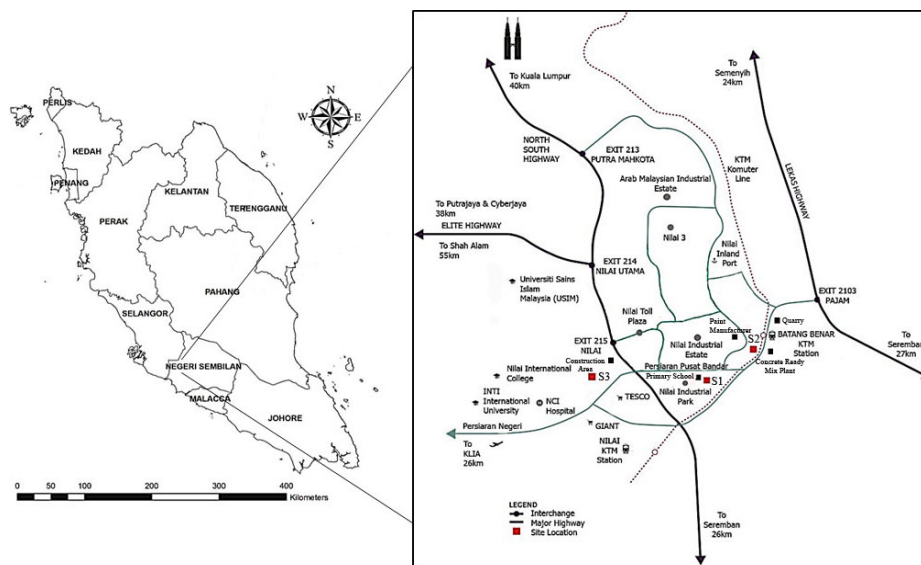 PERLIS
KEDAH
PENANG
PERAK
KELANTAN
TERENGGANU
PAHANG
SELANGOR
NEGERI SEMBILAN
MALACCA
JOHORE
N
W
E
S
0
50
100
200
300
400
Kilometers
To Kuala Lumpur
40km
To
Semenyih
24km
NORTH
SOUTH
HIGHWAY
EXIT 213
PUTRA MAHKOTA
KTM
Komuter
Line
LEKAS HIGHWAY
Arab Malaysian Industrial
Estate
To Putrajaya & Cyberjaya
38km
ELITE HIGHWAY
To Shah Alam
55km
Nilai 3
Nilai
Inland
Port
EXIT 214
NILAI UTAMA
Universiti Sains
Islam
Malaysia (USIM)
EXIT 2103
PAJAM
Nilai Toll
Plaza
Paint
Manufacturer
Quarry
BATANG BENAR
KTM
Station
EXIT 215
NILAI
Nilai Industrial
Estate
S2
To
Seremban
27km
Construction
Area
Persiaran Pusat Bandar
Concrete Ready
Mix Plant
Nilai International
College
S3
Primary School
S1
Nilai Industrial
Park
INTI
International
University
NCI
Hospital
TESCO
Persiaran Negeri
GIANT
To
KLIA
26km
NILAI
KTM
Station
LEGEND
Interchange
Major Highway
Site Location
To
Seremban
26km